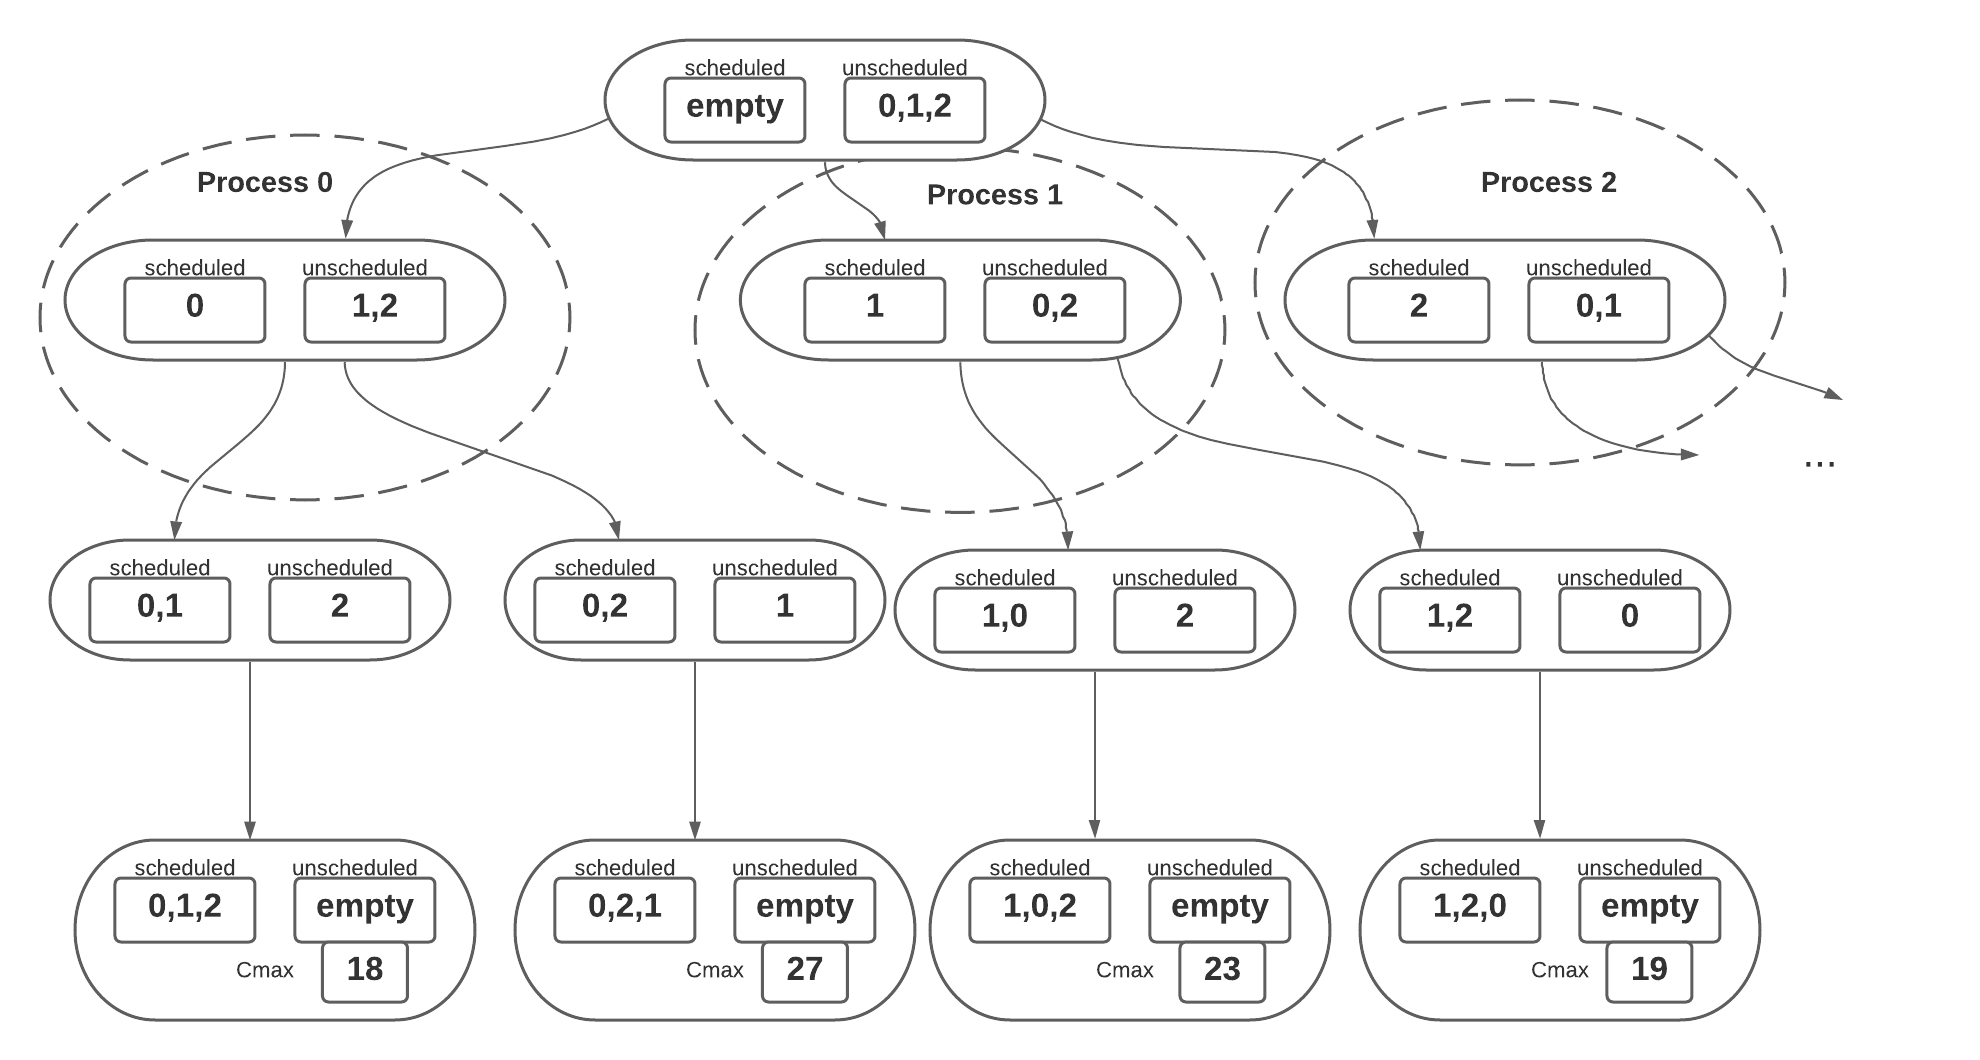 scheduled unscheduled
empty 0,1,2
Process 0 Process 1 Process 2
scheduled unscheduled scheduled unscheduled scheduled unscheduled
0 1,2 1 0,2 2 0,1
...
scheduled unscheduled scheduled unscheduled scheduled unscheduled scheduled unscheduled
0,1 2 0,2 1 1,0 2 1,2 0
scheduled unscheduled scheduled unscheduled scheduled unscheduled scheduled unscheduled
0,1,2 empty 0,2,1 empty 1,0,2 empty 1,2,0 empty
Cmax 18 Cmax 27 Cmax 23 Cmax 19